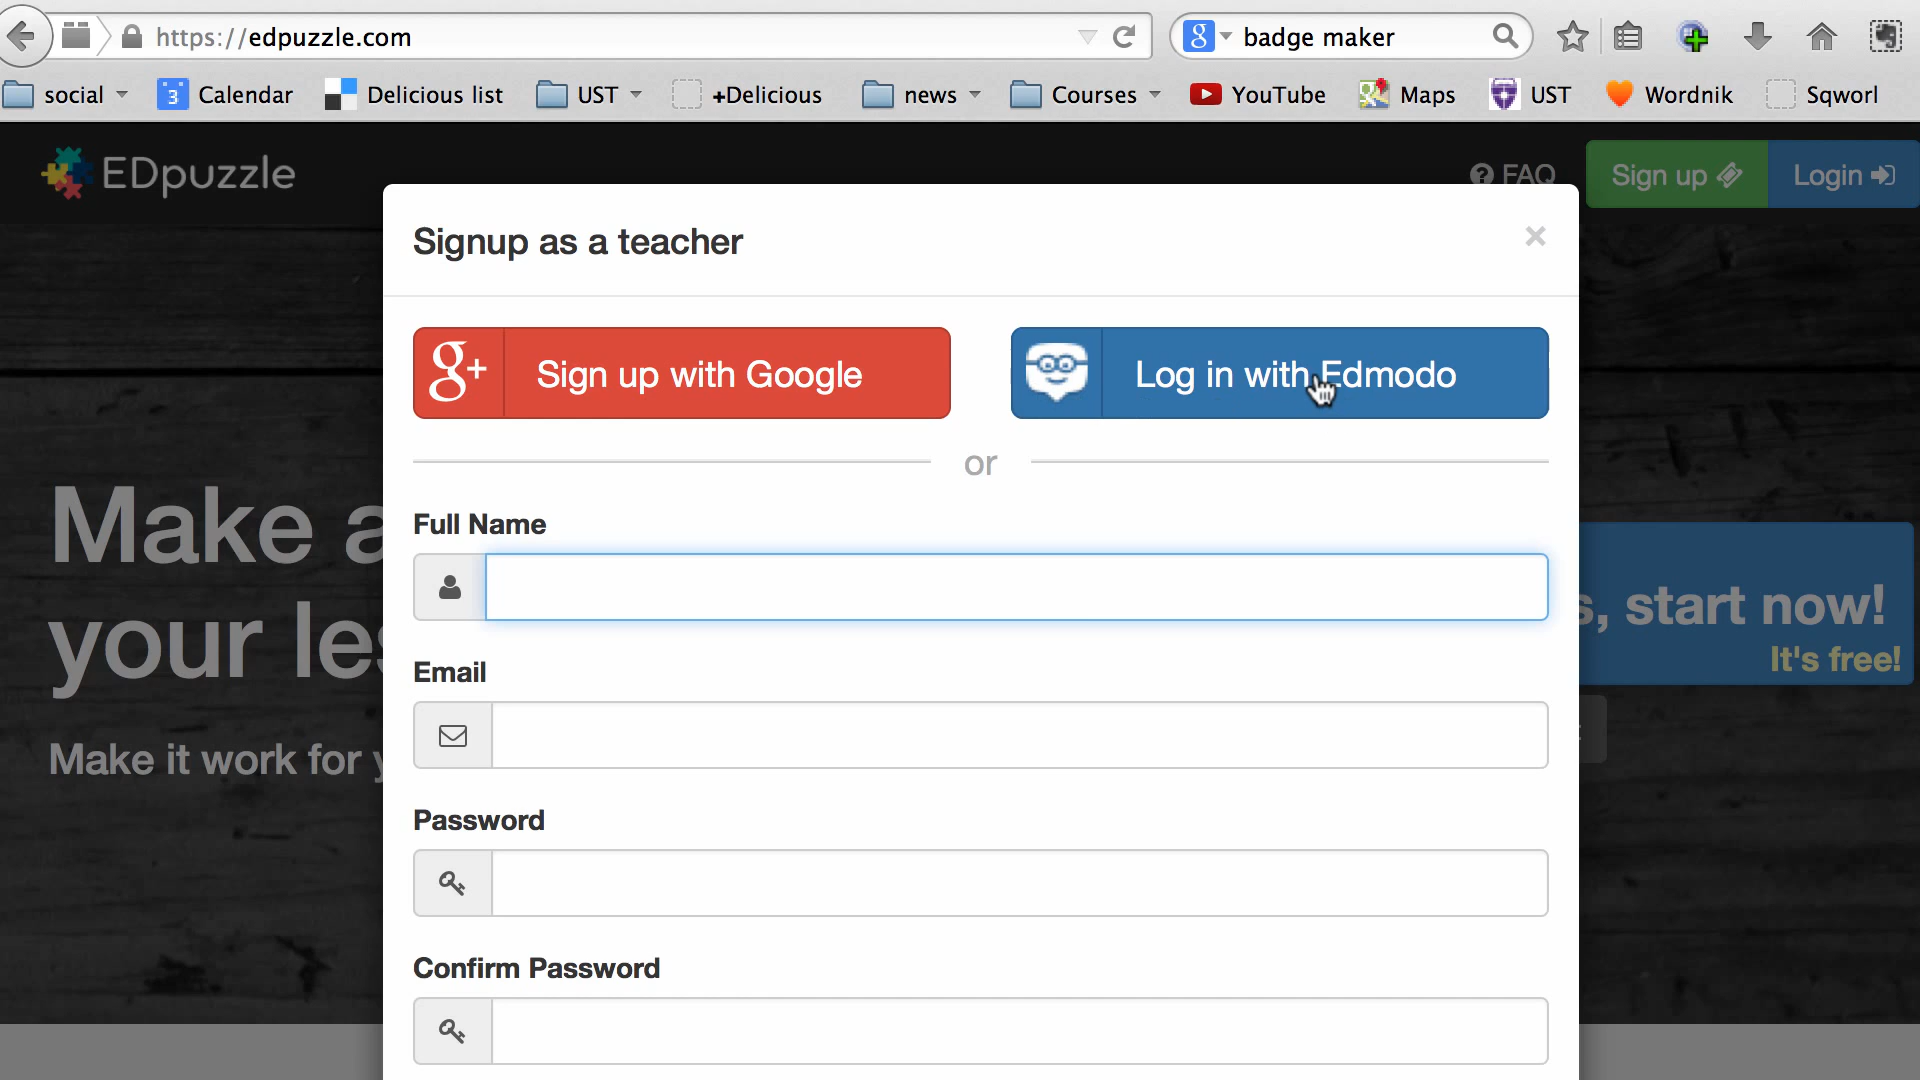 https://edpuzzle.com
badge maker
social
3 Calendar
Delicious list
UST
+Delicious
news
Courses
YouTube
Maps
UST
Wordnik
Sqworl
EDpuzzle
FAQ
Sign up
Login
Signup as a teacher
×
g+ Sign up with Google
Log in with Edmodo
or
Full Name
Email
Password
Confirm Password
Make a
your les
Make it work for y
s, start now!
It's free!